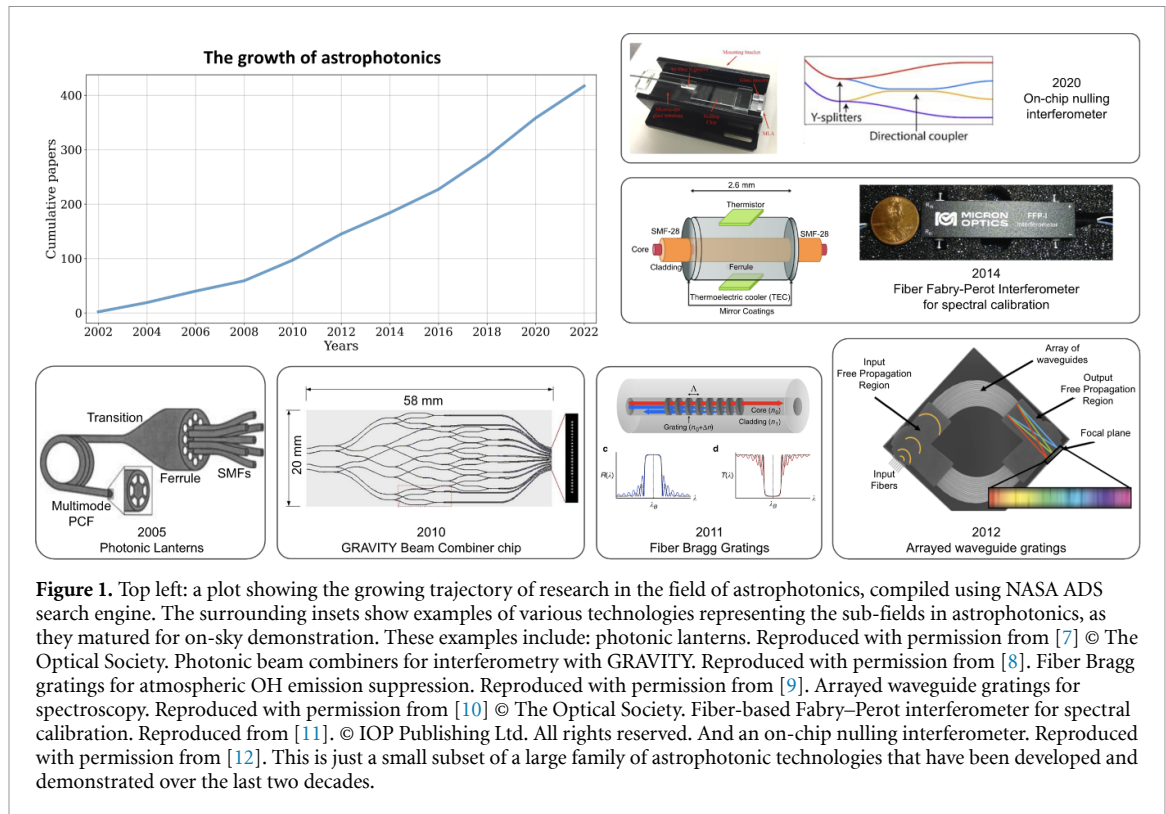 The growth of astrophotonics
400
300
200
100
0
Cumulative papers
2002 2004 2006 2008 2010 2012 2014 2016 2018 2020 2022
Years
Mounting bracket
MLA
Y-splitters
Directional coupler
2020
On-chip nulling
interferometer
2.6 mm
Thermistor
SMF-28
SMF-28
Core
Cladding
Ferrule
Thermoelectric cooler (TEC)
Mirror Coatings
MICRON
OPTICS
FFP-I
Interferometer
2014
Fiber Fabry-Perot Interferometer
for spectral calibration
Transition
Ferrule
SMFs
Multimode
PCF
2005
Photonic Lanterns
58 mm
20 mm
2010
GRAVITY Beam Combiner chip
Λ
Core (n₀)
Cladding (n₁)
Grating (n₀+Δn)
c
d
R(λ)
T(λ)
λ
λ
λ_B
λ_B
2011
Fiber Bragg Gratings
Input
Free Propagation
Region
Array of
waveguides
Output
Free Propagation
Region
Focal plane
Input
Fibers
2012
Arrayed waveguide gratings
Figure 1. Top left: a plot showing the growing trajectory of research in the field of astrophotonics, compiled using NASA ADS
search engine. The surrounding insets show examples of various technologies representing the sub-fields in astrophotonics, as
they matured for on-sky demonstration. These examples include: photonic lanterns. Reproduced with permission from [7] © The
Optical Society. Photonic beam combiners for interferometry with GRAVITY. Reproduced with permission from [8]. Fiber Bragg
gratings for atmospheric OH emission suppression. Reproduced with permission from [9]. Arrayed waveguide gratings for
spectroscopy. Reproduced with permission from [10] © The Optical Society. Fiber-based Fabry–Perot interferometer for spectral
calibration. Reproduced from [11]. © IOP Publishing Ltd. All rights reserved. And an on-chip nulling interferometer. Reproduced
with permission from [12]. This is just a small subset of a large family of astrophotonic technologies that have been developed and
demonstrated over the last two decades.